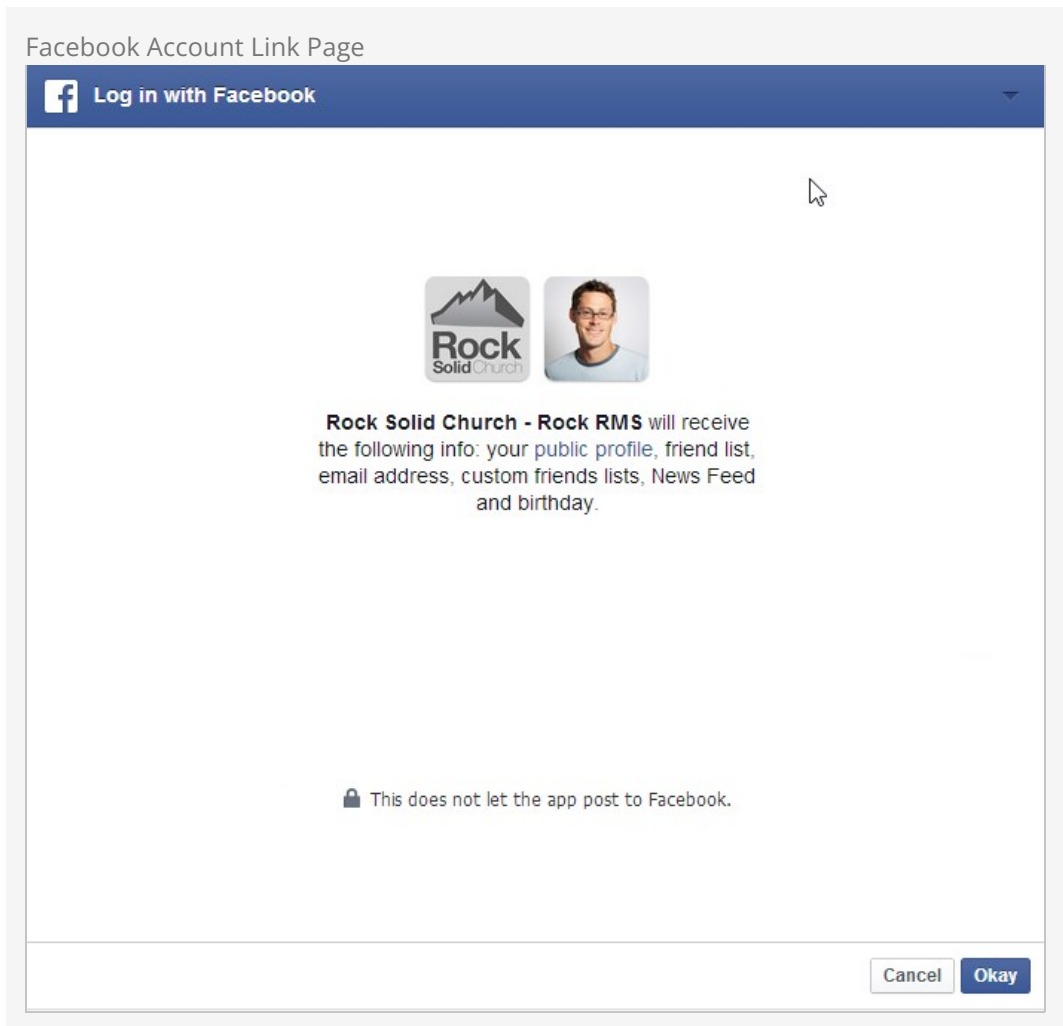 Facebook Account Link Page
f Log in with Facebook
Rock
Solid Church
Rock Solid Church - Rock RMS will receive
the following info: your public profile, friend list,
email address, custom friends lists, News Feed
and birthday.
This does not let the app post to Facebook.
Cancel Okay